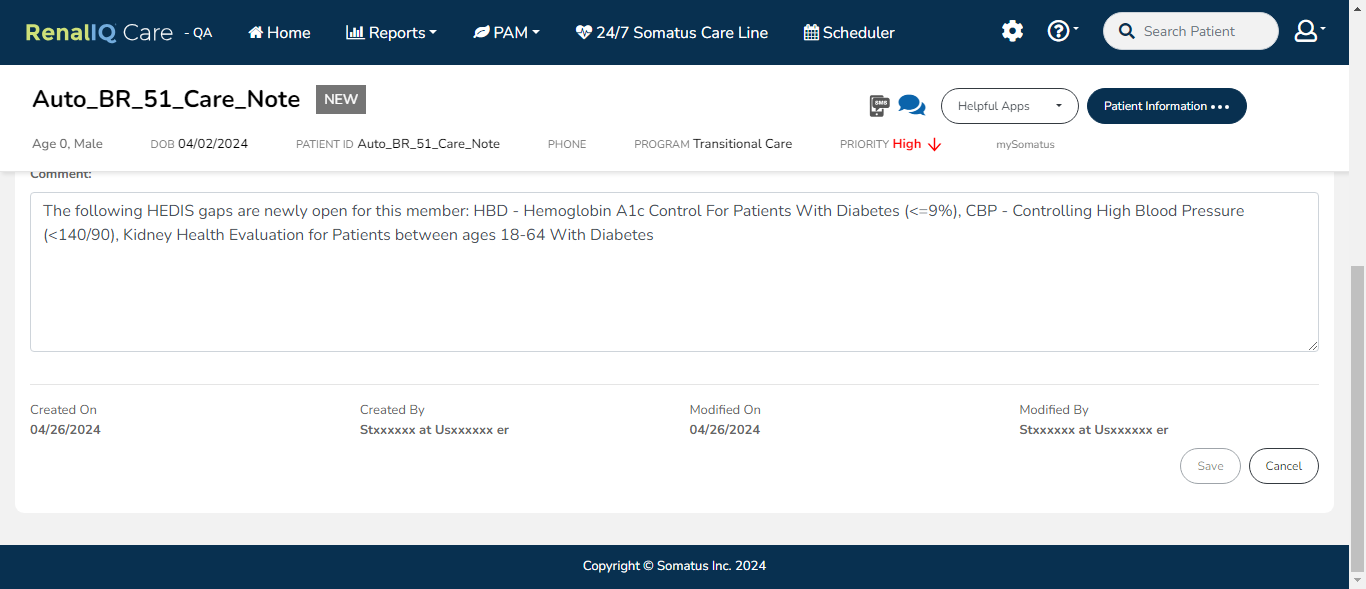 RenalIQ Care - QA Home Reports PAM 24/7 Somatus Care Line Scheduler Search Patient
Auto_BR_51_Care_Note NEW SMS Helpful Apps Patient Information
Age 0, Male DOB 04/02/2024 PATIENT ID Auto_BR_51_Care_Note PHONE PROGRAM Transitional Care PRIORITY High mySomatus
Comment:
The following HEDIS gaps are newly open for this member: HBD - Hemoglobin A1c Control For Patients With Diabetes (<=9%), CBP - Controlling High Blood Pressure
(<140/90), Kidney Health Evaluation for Patients between ages 18-64 With Diabetes
Created On Created By Modified On Modified By
04/26/2024 Stxxxxxx at Usxxxxxx er 04/26/2024 Stxxxxxx at Usxxxxxx er
Save Cancel
Copyright © Somatus Inc. 2024